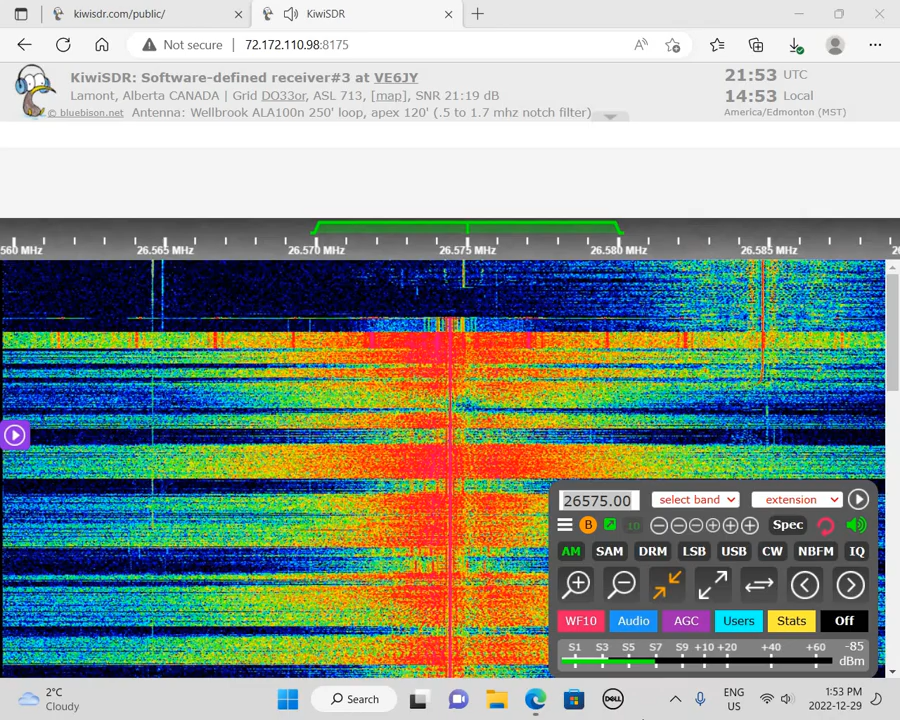 kiwisdr.com/public/
KiwiSDR
Not secure
72.172.110.98:8175
KiwiSDR: Software-defined receiver#3 at VE6JY
21:53 UTC
Lamont, Alberta CANADA | Grid DO33or, ASL 713, [map], SNR 21:19 dB
14:53 Local
© bluebison.net
Antenna: Wellbrook ALA100n 250' loop, apex 120' (.5 to 1.7 mhz notch filter)
America/Edmonton (MST)
560 MHz 26.565 MHz 26.570 MHz 26.575 MHz 26.580 MHz 26.585 MHz 26
26575.00 select band extension
B 10 Spec
AM SAM DRM LSB USB CW NBFM IQ
WF10 Audio AGC Users Stats Off
S1 S3 S5 S7 S9 +10 +20 +40 +60 -85
dBm
2°C
Cloudy
Search
DELL
ENG
US
1:53 PM
2022-12-29